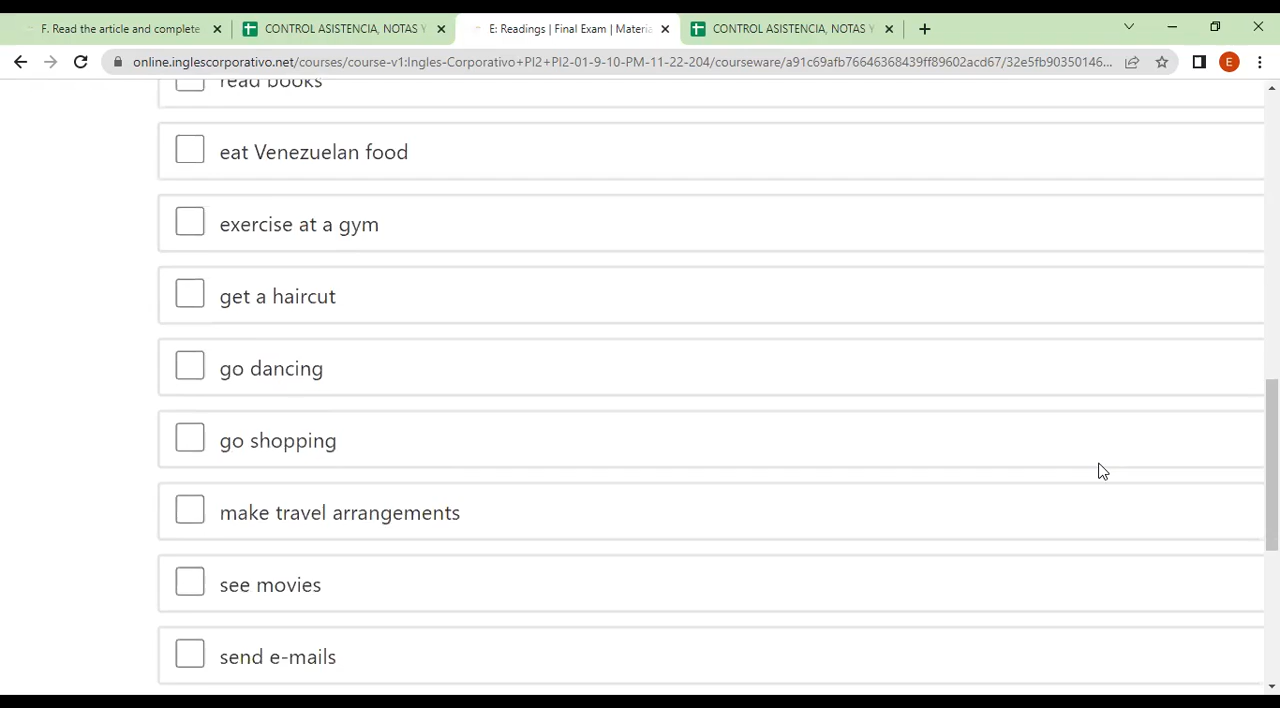 F. Read the article and complete
CONTROL ASISTENCIA, NOTAS Y
E: Readings | Final Exam | Materia
CONTROL ASISTENCIA, NOTAS Y
online.inglescorporativo.net/courses/course-v1:Ingles-Corporativo+PI2+PI2-01-9-10-PM-11-22-204/courseware/a91cc9afb76646368439ff89602acd67/32e5fb90350146...
E
read books
eat Venezuelan food
exercise at a gym
get a haircut
go dancing
go shopping
make travel arrangements
see movies
send e-mails